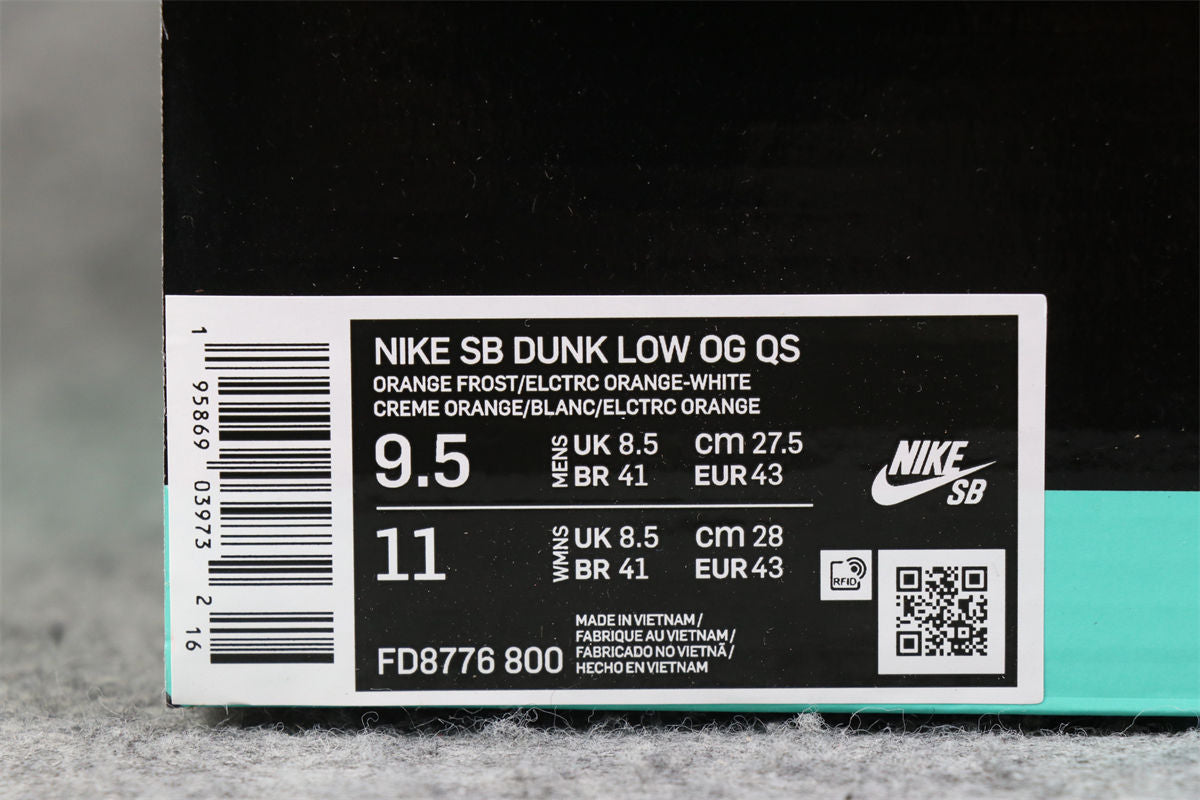 1
95869
03973
2
16
NIKE SB DUNK LOW OG QS
ORANGE FROST/ELCTRC ORANGE-WHITE
CREME ORANGE/BLANC/ELCTRC ORANGE
9.5 MENS UK 8.5 cm 27.5
BR 41 EUR 43
11 WMNS UK 8.5 cm 28
BR 41 EUR 43
NIKE
SB
RFID
FD8776 800
MADE IN VIETNAM/
FABRIQUE AU VIETNAM/
FABRICADO NO VIETNÃ/
HECHO EN VIETNAM